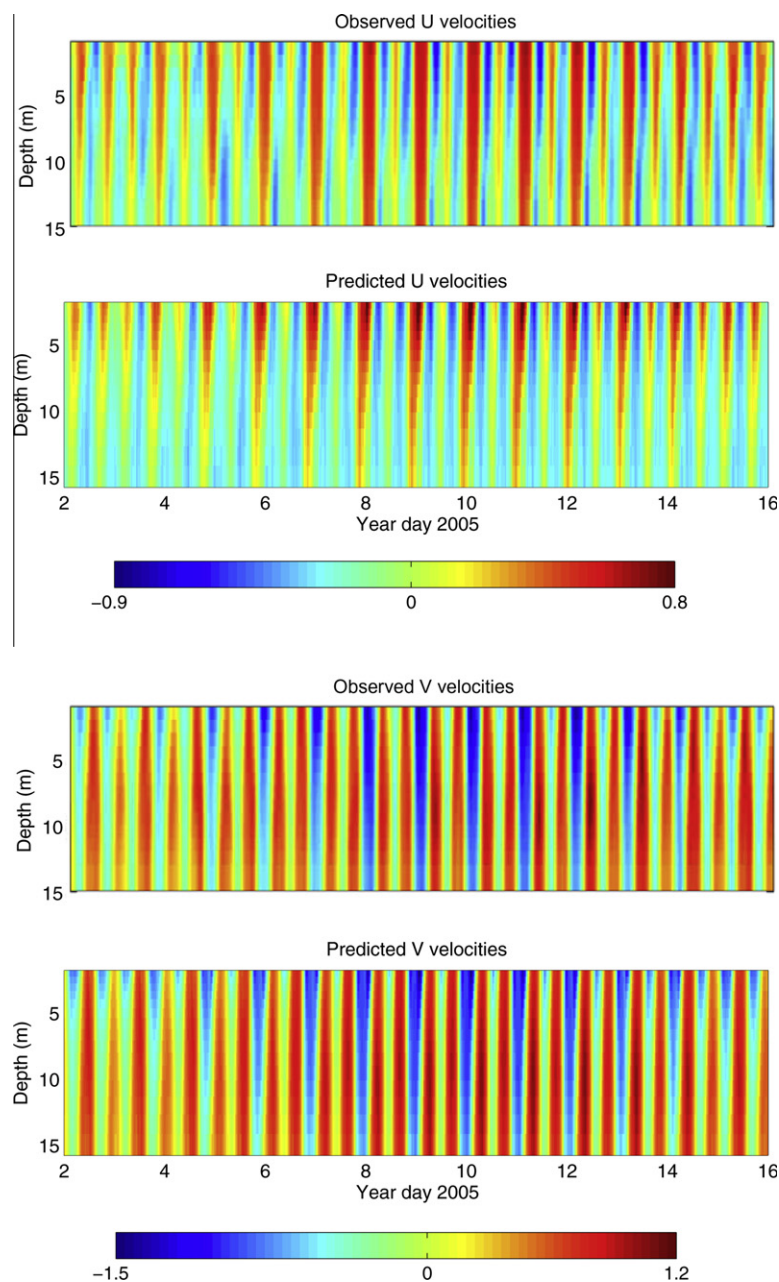 Observed U velocities
Depth (m)
5
10
15
Predicted U velocities
Depth (m)
5
10
15
2 4 6 8 10 12 14 16
Year day 2005
−0.9 0 0.8
Observed V velocities
Depth (m)
5
10
15
Predicted V velocities
Depth (m)
5
10
15
2 4 6 8 10 12 14 16
Year day 2005
−1.5 0 1.2